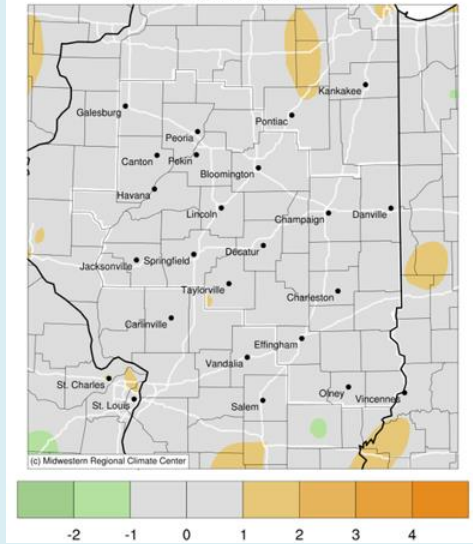 Kankakee
Galesburg
Pontiac
Peoria
Canton
Pekin
Bloomington
Havana
Lincoln
Champaign
Danville
Decatur
Jacksonville
Springfield
Taylorville
Charleston
Carlinville
Effingham
Vandalia
St. Charles
Olney
Vincennes
St. Louis
Salem
(c) Midwestern Regional Climate Center
-2 -1 0 1 2 3 4